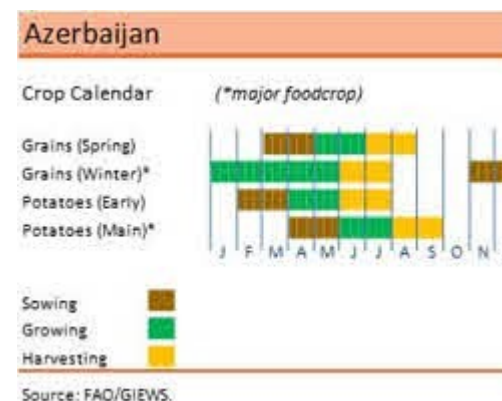 Azerbaijan
Crop Calendar (*major foodcrop)
Grains (Spring)
Grains (Winter)*
Potatoes (Early)
Potatoes (Main)*
J F M A M J J A S O N
Sowing
Growing
Harvesting
Source: FAO/GIEWS.